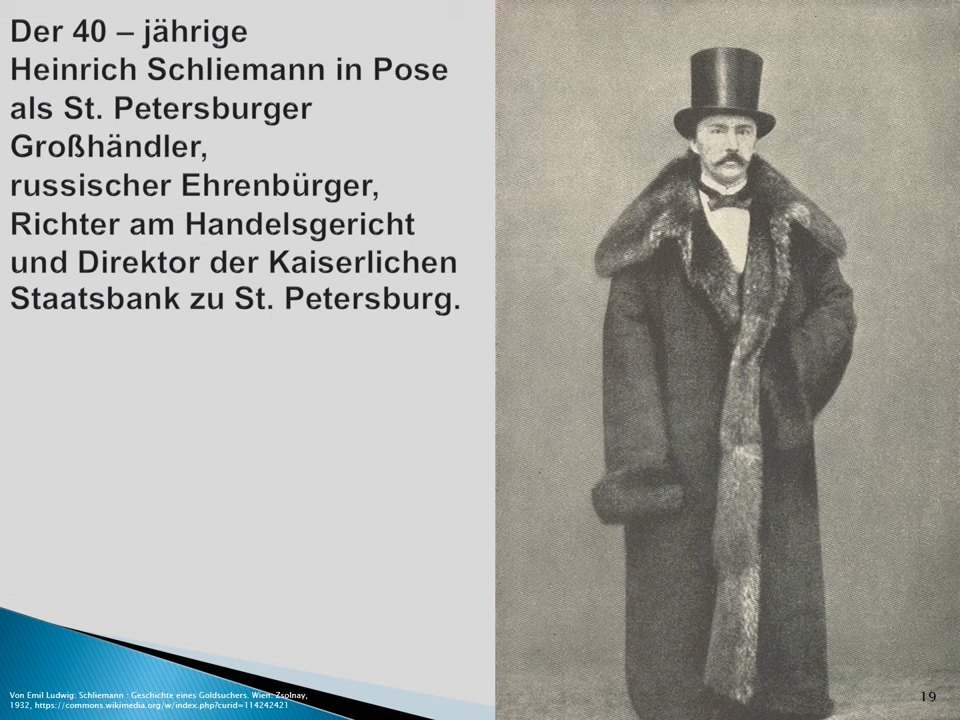 Der 40 – jährige
Heinrich Schliemann in Pose
als St. Petersburger
Großhändler,
russischer Ehrenbürger,
Richter am Handelsgericht
und Direktor der Kaiserlichen
Staatsbank zu St. Petersburg.
Von Emil Ludwig: Schliemann : Geschichte eines Goldsuchers. Wien: Zsolnay,
1932, https://commons.wikimedia.org/w/index.php?curid=114242421
19